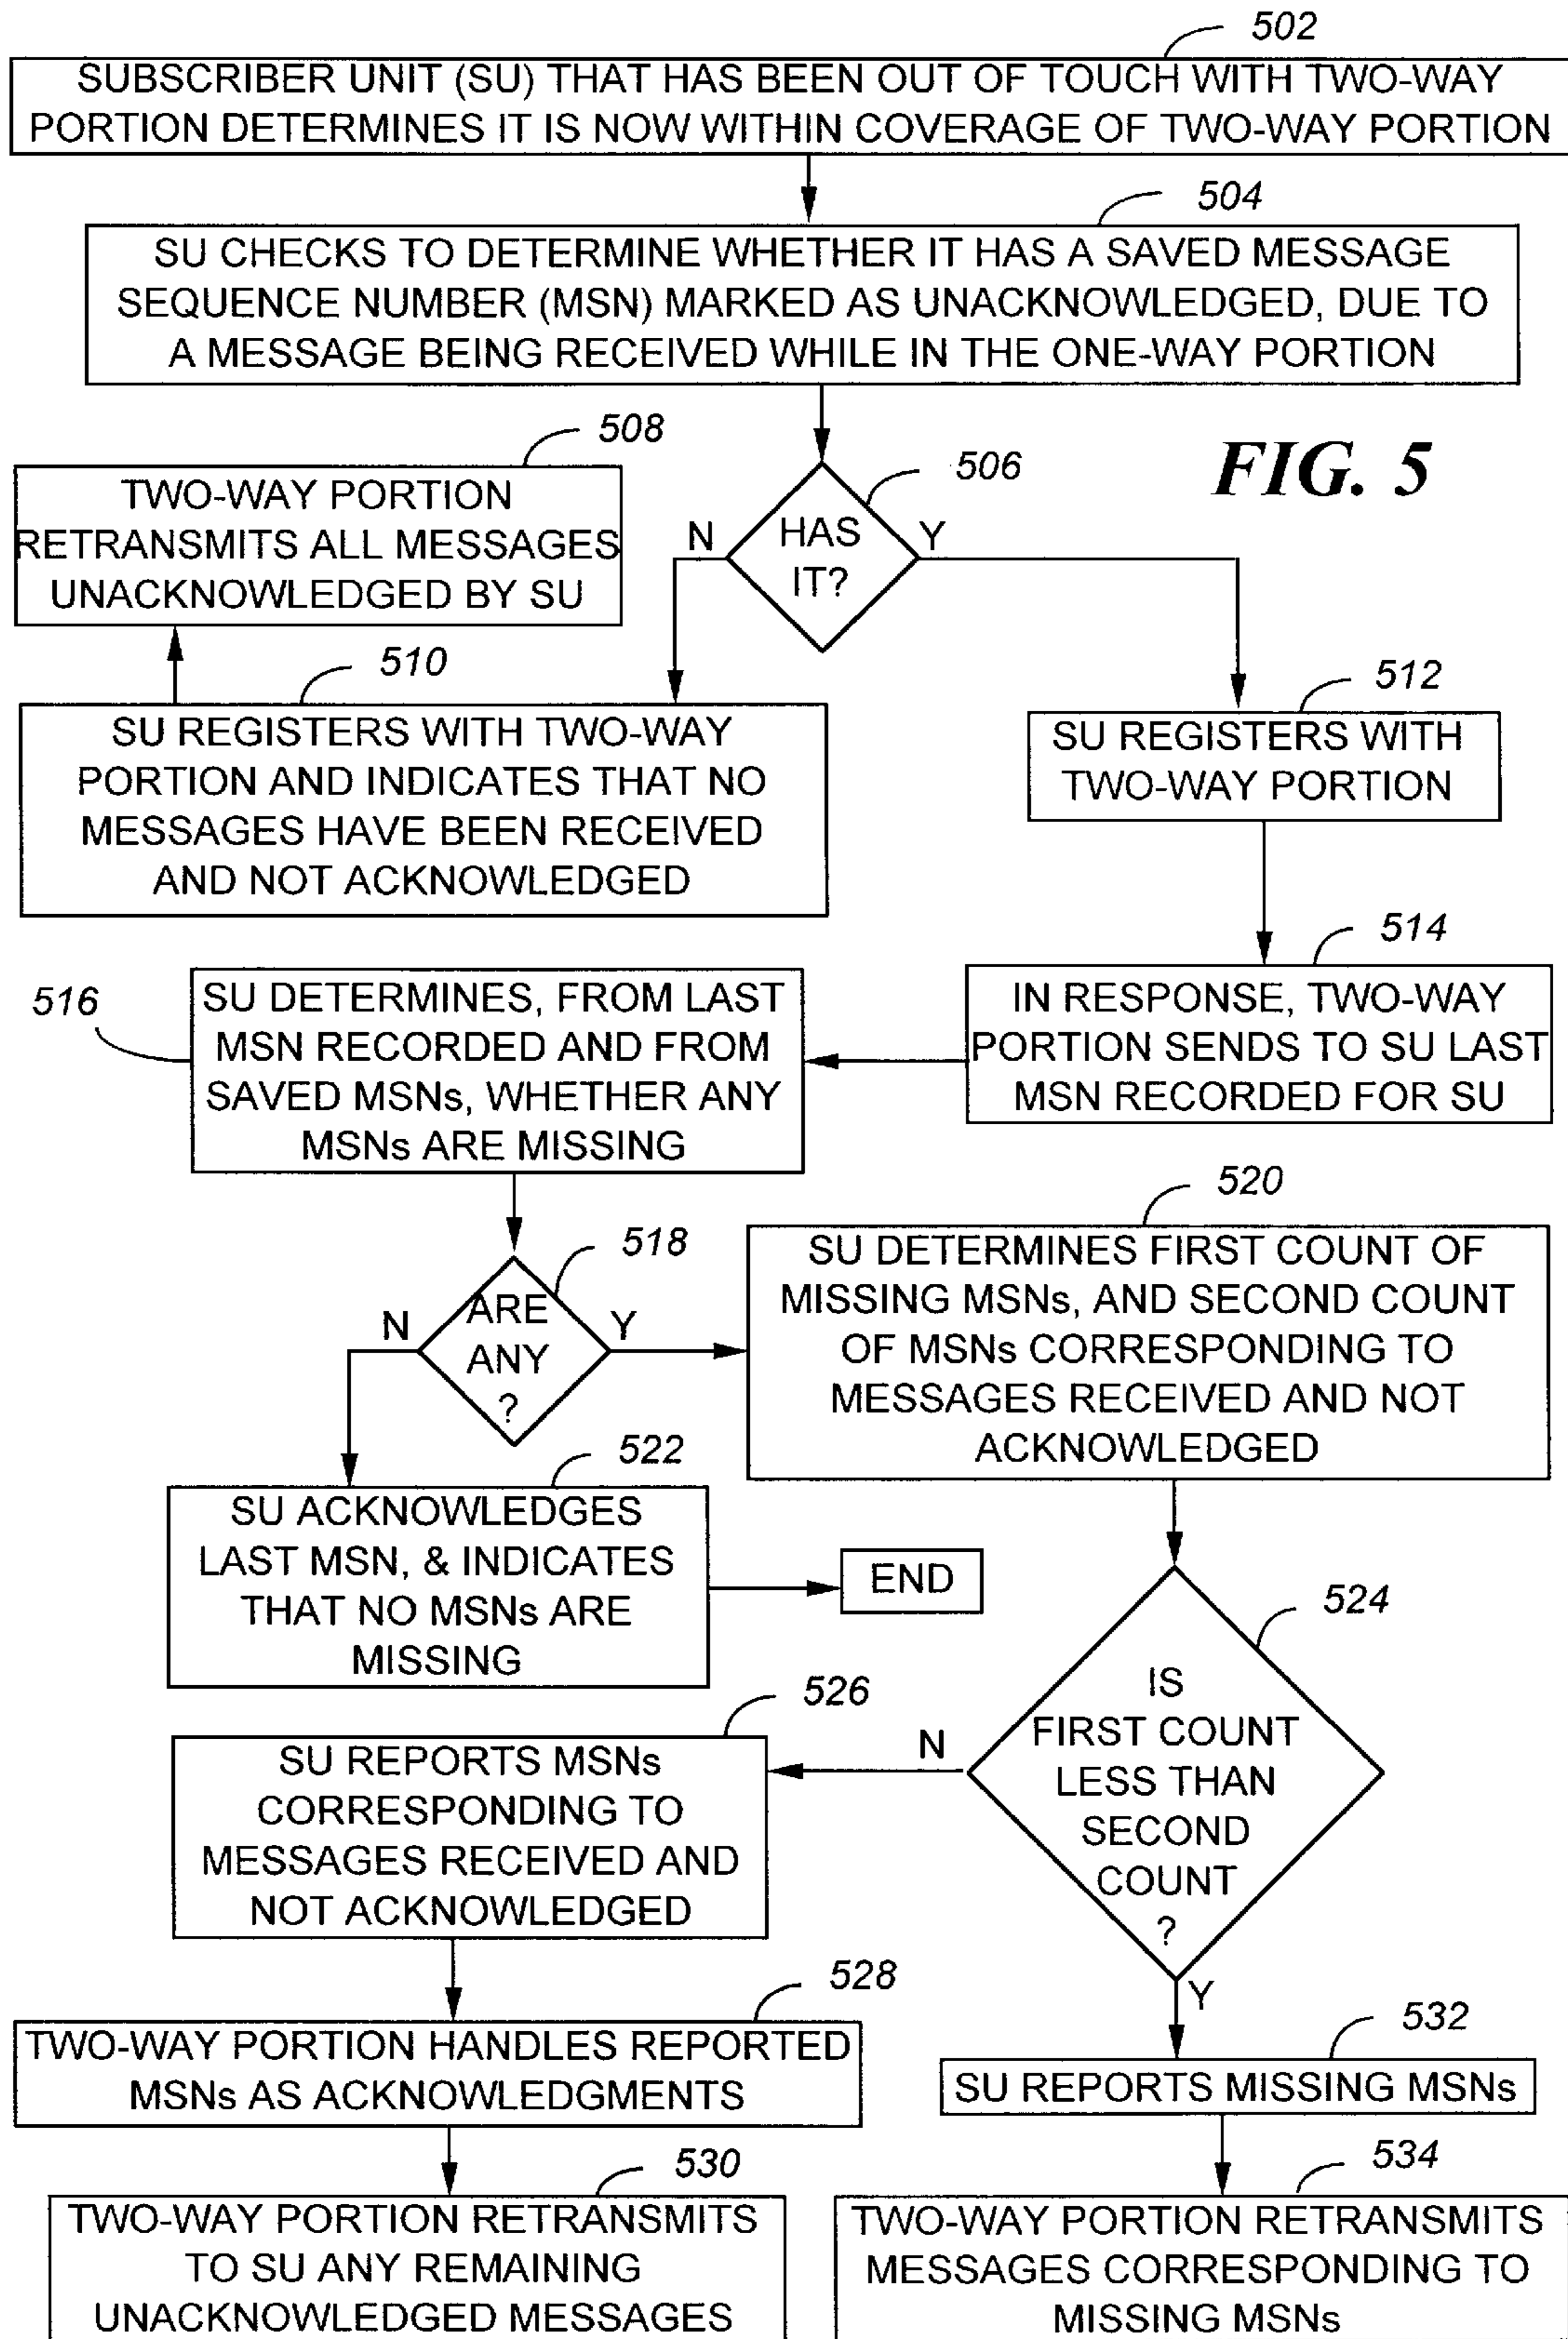 502
SUBSCRIBER UNIT (SU) THAT HAS BEEN OUT OF TOUCH WITH TWO-WAY
PORTION DETERMINES IT IS NOW WITHIN COVERAGE OF TWO-WAY PORTION
504
SU CHECKS TO DETERMINE WHETHER IT HAS A SAVED MESSAGE
SEQUENCE NUMBER (MSN) MARKED AS UNACKNOWLEDGED, DUE TO
A MESSAGE BEING RECEIVED WHILE IN THE ONE-WAY PORTION
FIG. 5
506
HAS
IT?
N
Y
508
TWO-WAY PORTION
RETRANSMITS ALL MESSAGES
UNACKNOWLEDGED BY SU
510
SU REGISTERS WITH TWO-WAY
PORTION AND INDICATES THAT NO
MESSAGES HAVE BEEN RECEIVED
AND NOT ACKNOWLEDGED
512
SU REGISTERS WITH
TWO-WAY PORTION
514
IN RESPONSE, TWO-WAY
PORTION SENDS TO SU LAST
MSN RECORDED FOR SU
516
SU DETERMINES, FROM LAST
MSN RECORDED AND FROM
SAVED MSNs, WHETHER ANY
MSNs ARE MISSING
518
ARE
ANY
?
N
Y
520
SU DETERMINES FIRST COUNT OF
MISSING MSNs, AND SECOND COUNT
OF MSNs CORRESPONDING TO
MESSAGES RECEIVED AND NOT
ACKNOWLEDGED
522
SU ACKNOWLEDGES
LAST MSN, & INDICATES
THAT NO MSNs ARE
MISSING
END
524
IS
FIRST COUNT
LESS THAN
SECOND
COUNT
?
N
Y
526
SU REPORTS MSNs
CORRESPONDING TO
MESSAGES RECEIVED AND
NOT ACKNOWLEDGED
528
TWO-WAY PORTION HANDLES REPORTED
MSNs AS ACKNOWLEDGMENTS
530
TWO-WAY PORTION RETRANSMITS
TO SU ANY REMAINING
UNACKNOWLEDGED MESSAGES
532
SU REPORTS MISSING MSNs
534
TWO-WAY PORTION RETRANSMITS
MESSAGES CORRESPONDING TO
MISSING MSNs